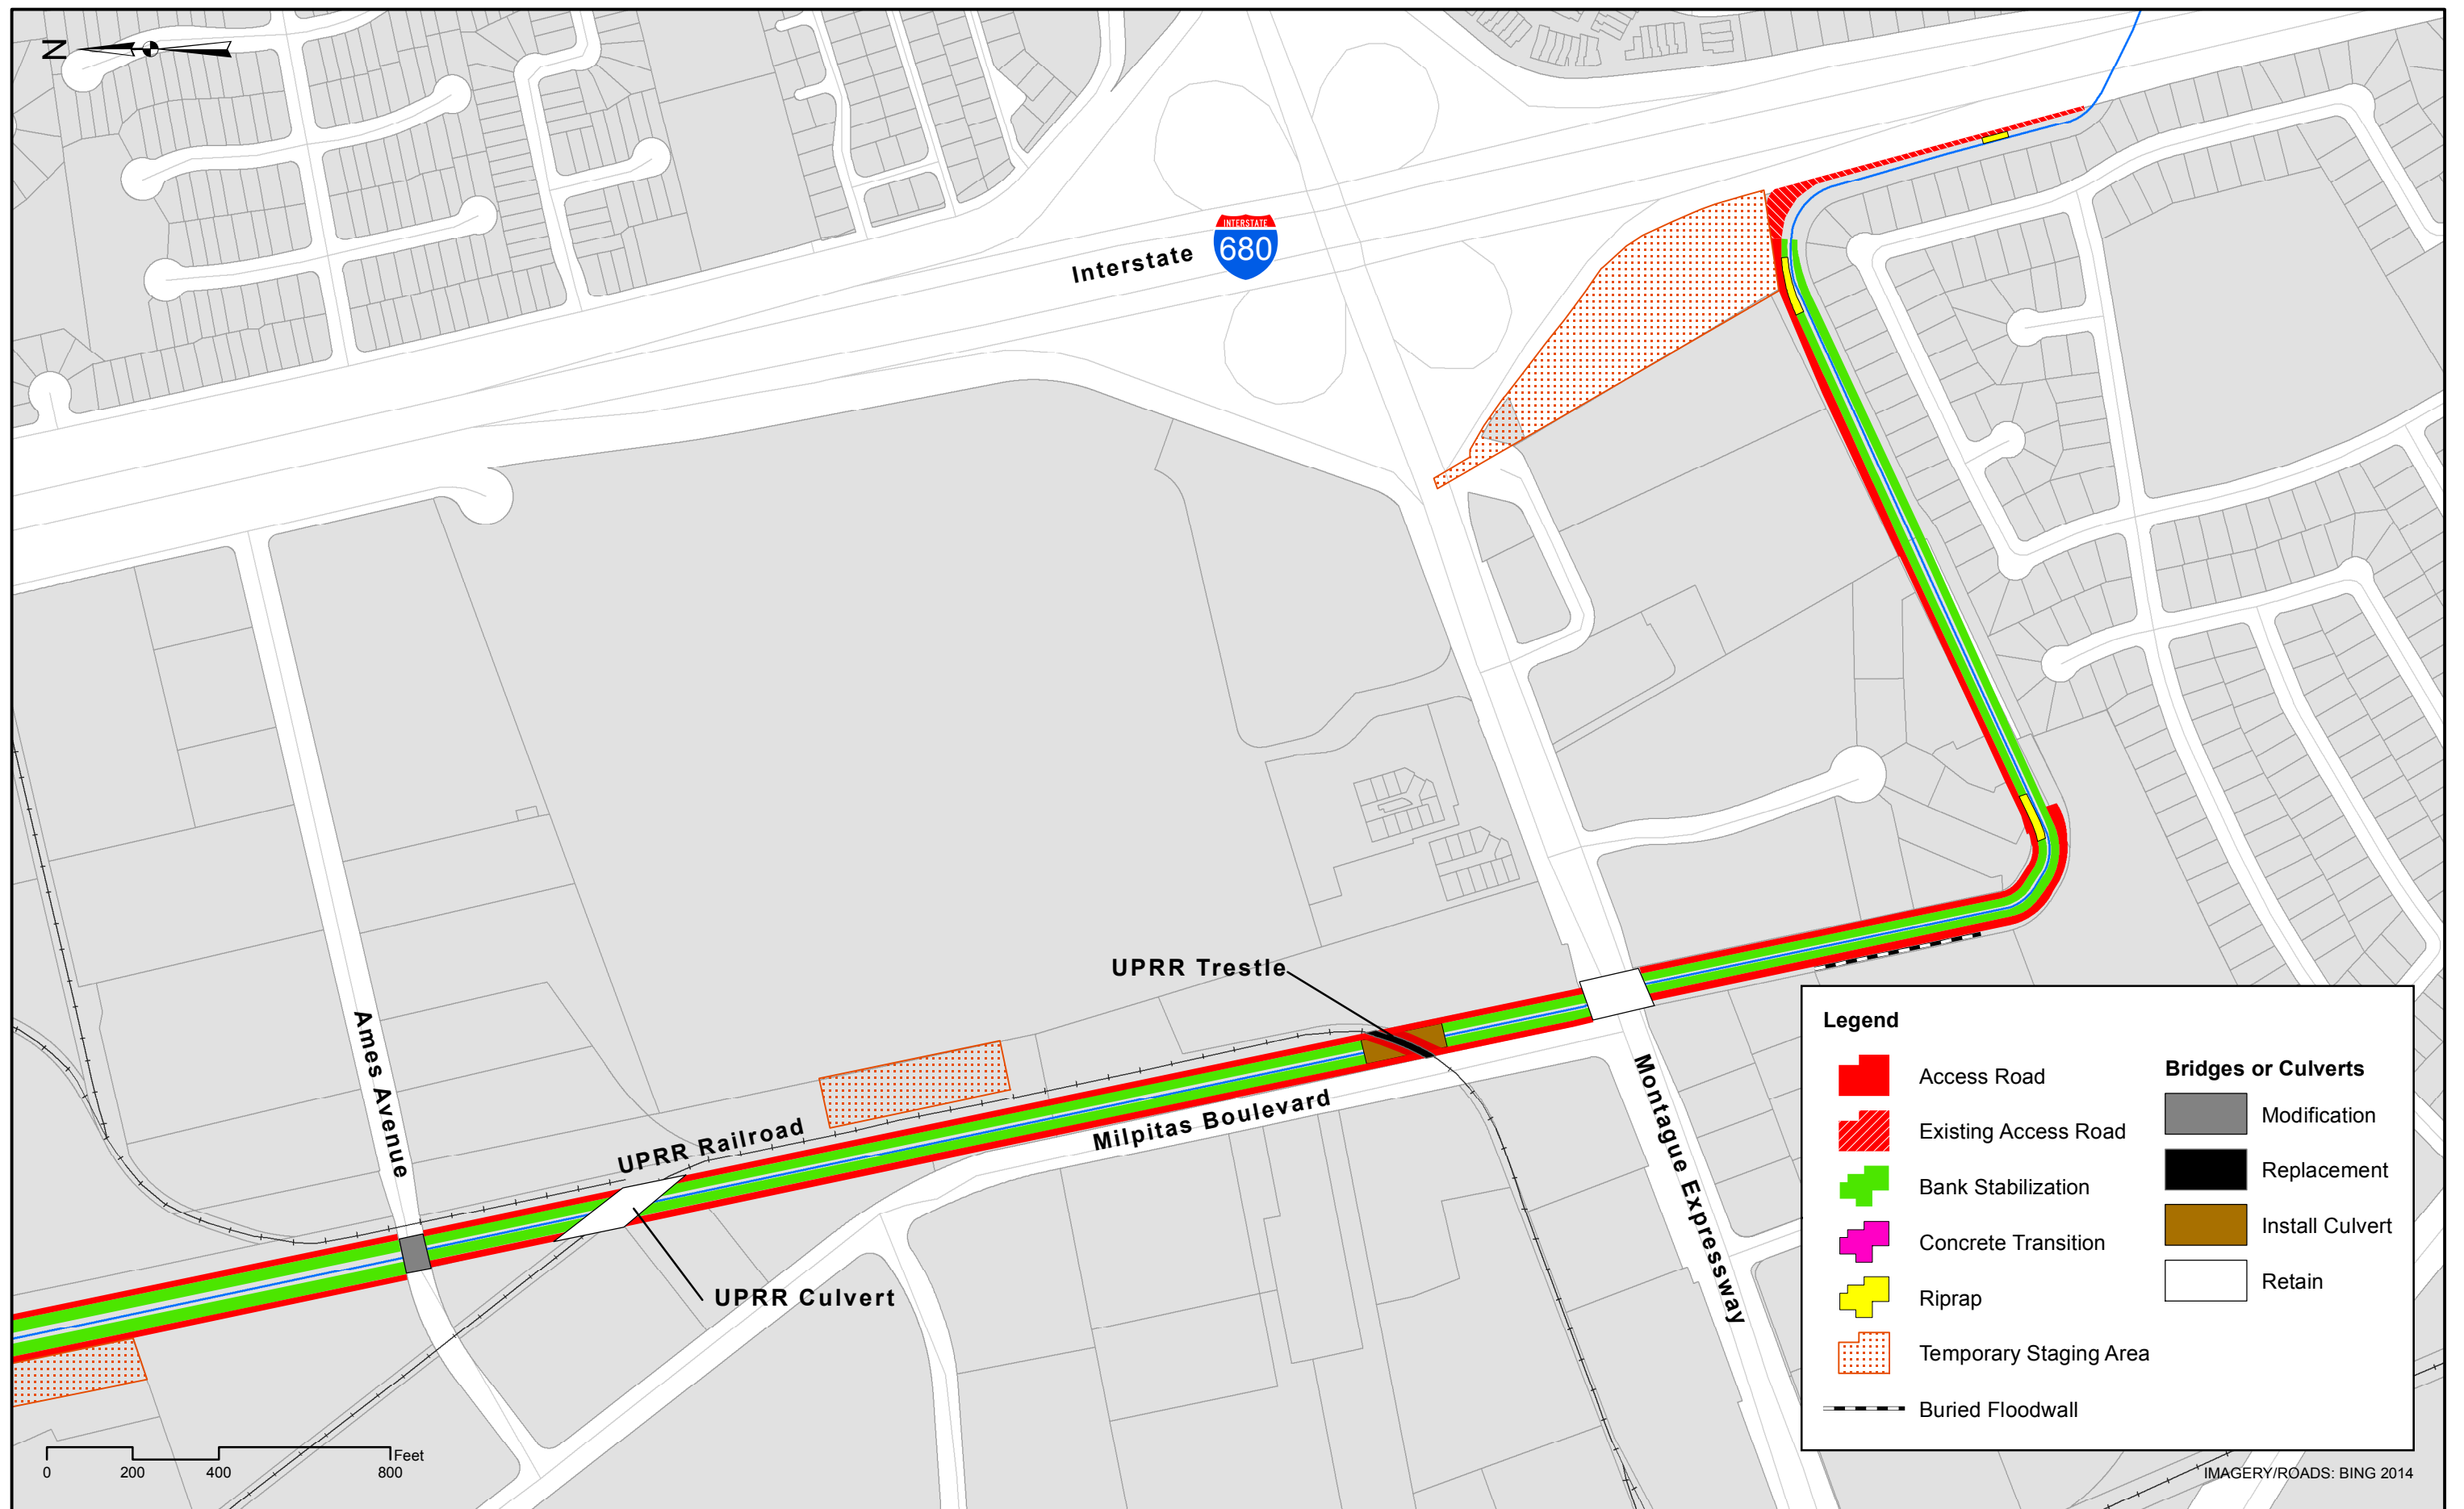 N
INTERSTATE
Interstate 680
UPRR Trestle
Ames Avenue
UPRR Railroad
Milpitas Boulevard
Montague Expressway
UPRR Culvert
Legend
Access Road
Existing Access Road
Bank Stabilization
Concrete Transition
Riprap
Temporary Staging Area
Buried Floodwall
Bridges or Culverts
Modification
Replacement
Install Culvert
Retain
Feet
0 200 400 800
IMAGERY/ROADS: BING 2014